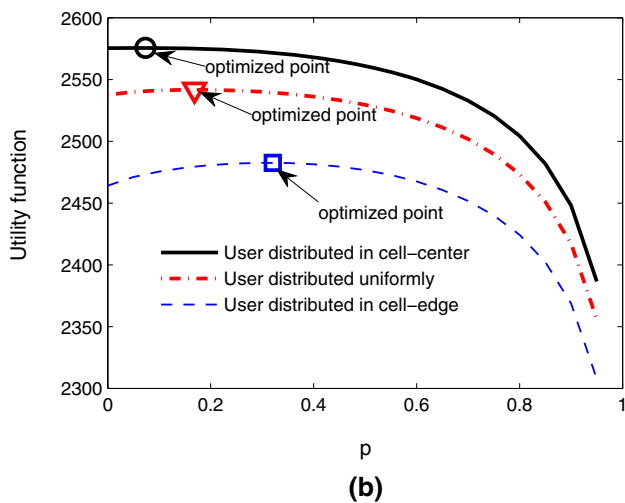 2600
2550
2500
2450
2400
2350
2300
Utility function
optimized point
optimized point
optimized point
User distributed in cell−center
User distributed uniformly
User distributed in cell−edge
0
0.2
0.4
0.6
0.8
1
p
(b)